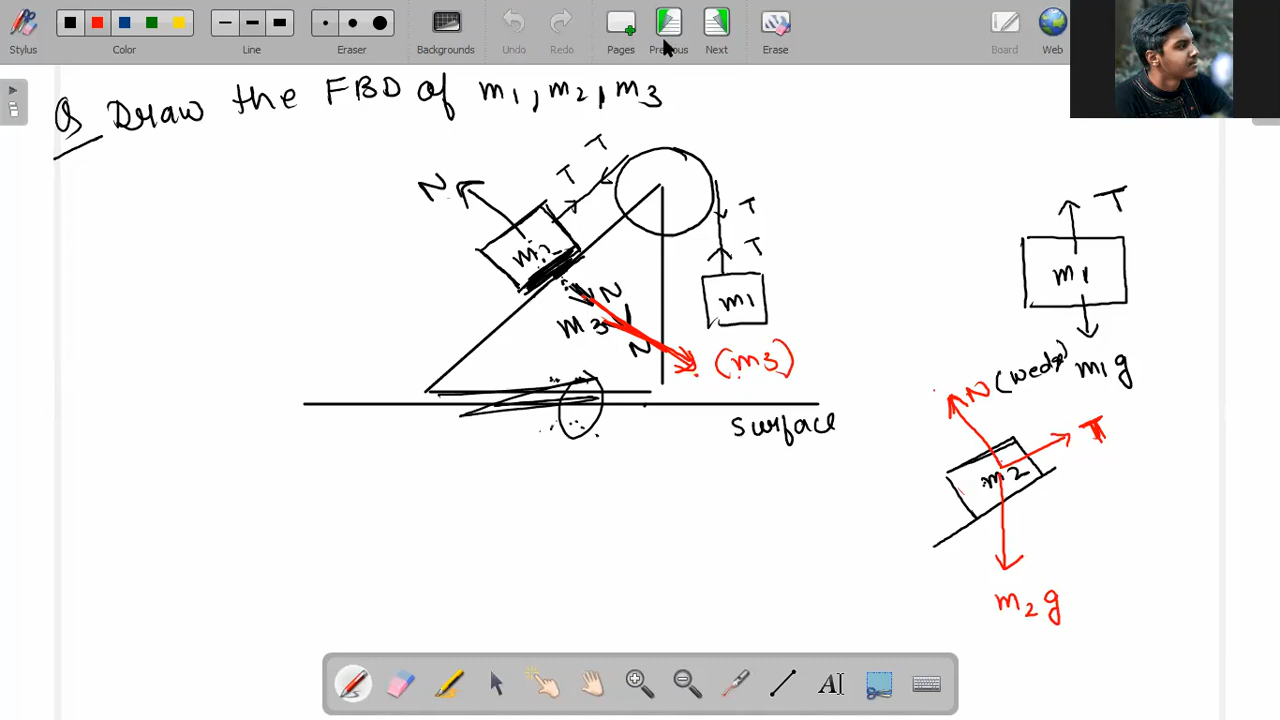 Stylus
Color
Line
Eraser
Backgrounds
Undo
Redo
Pages
Previous
Next
Erase
Board
Web
Q Draw the FBD of m1, m2, m3
T
T
N
m2
T
T
m1
N
m3
N
(m3)
surface
T
m1
m1g
N (wedge)
T
m2
m2g